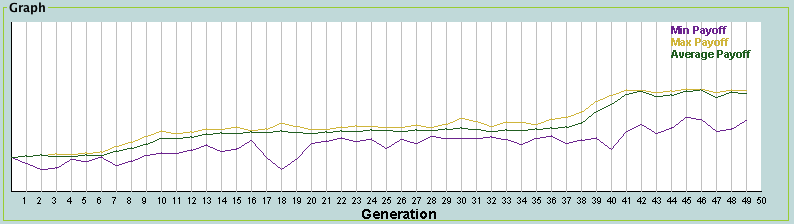 Graph
Min Payoff
Max Payoff
Average Payoff
1 2 3 4 5 6 7 8 9 10 11 12 13 14 15 16 17 18 19 20 21 22 23 24 25 26 27 28 29 30 31 32 33 34 35 36 37 38 39 40 41 42 43 44 45 46 47 48 49 50
Generation